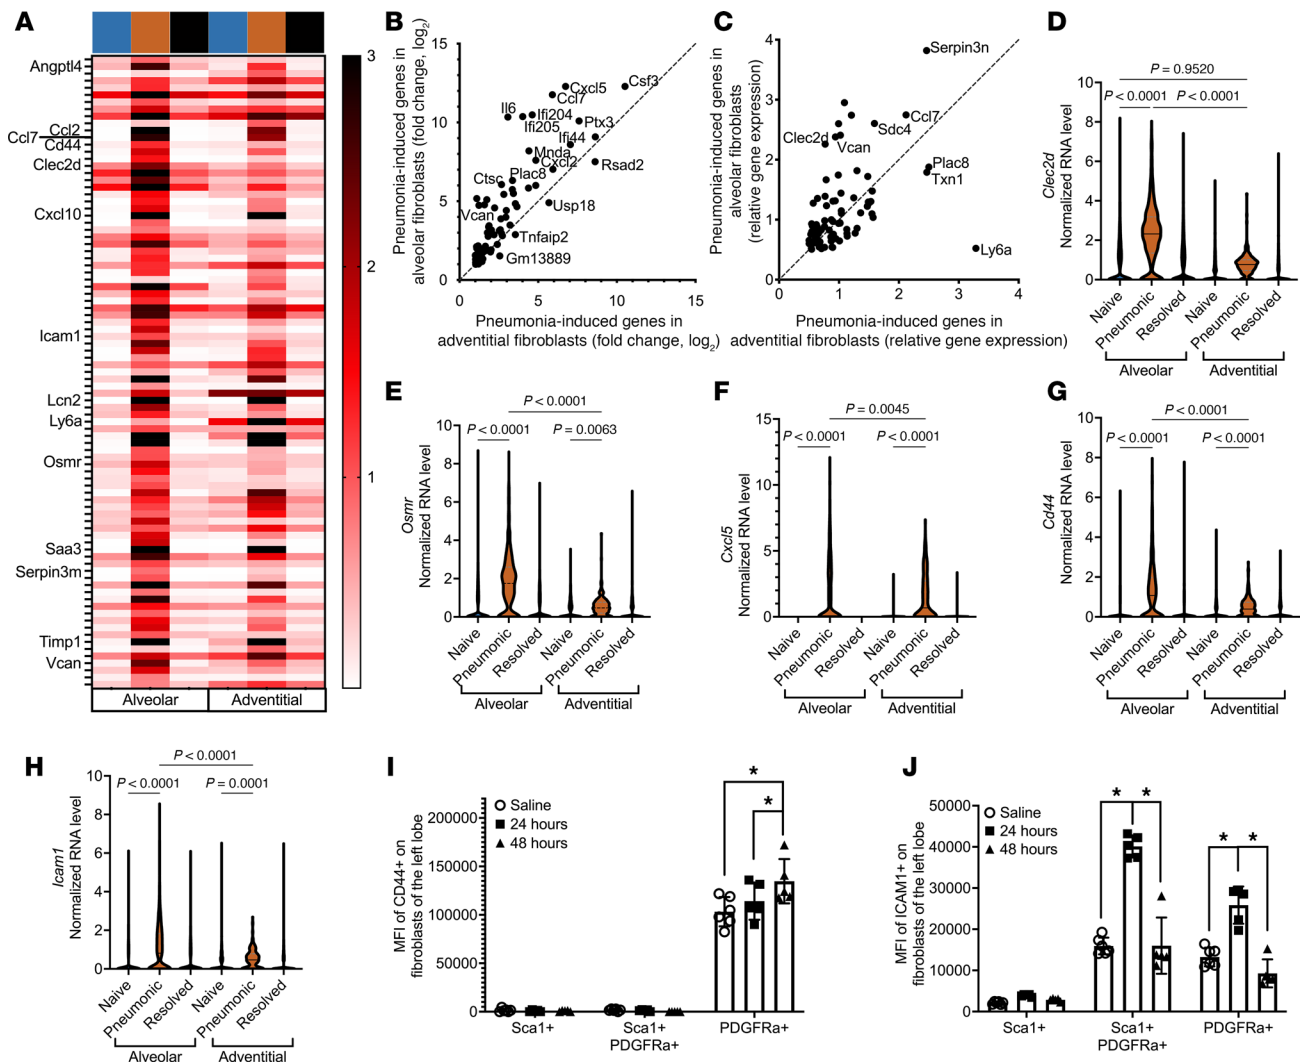 A
3
2
1
Angptl4
Ccl2
Ccl7
Cd44
Clec2d
Cxcl10
Icam1
Lcn2
Ly6a
Osmr
Saa3
Serpin3m
Timp1
Vcan
Alveolar
Adventitial
B
Pneumonia-induced genes in
alveolar fibroblasts (fold change, log2)
15
10
5
0
Csf3
Cxcl5
Ccl7
Il6
Ifi204
Ifi205
Ptx3
Ifi44
Mnda
Cxcl2
Rsad2
Ctsc
Plac8
Usp18
Vcan
Tnfaip2
Gm13889
0
5
10
15
Pneumonia-induced genes in
adventitial fibroblasts (fold change, log2)
C
Pneumonia-induced genes in
alveolar fibroblasts
(relative gene expression)
4
3
2
1
0
Serpin3n
Ccl7
Sdc4
Clec2d
Vcan
Plac8
Txn1
Ly6a
0
1
2
3
4
Pneumonia-induced genes in
adventitial fibroblasts (relative gene expression)
D
Clec2d
Normalized RNA level
10
8
6
4
2
0
P = 0.9520
P < 0.0001
P < 0.0001
Naive
Pneumonic
Resolved
Naive
Pneumonic
Resolved
Alveolar
Adventitial
E
Osmr
Normalized RNA level
10
8
6
4
2
0
P < 0.0001
P < 0.0001
P = 0.0063
Naive
Pneumonic
Resolved
Naive
Pneumonic
Resolved
Alveolar
Adventitial
F
Cxcl5
Normalized RNA level
15
10
5
0
P = 0.0045
P < 0.0001
P < 0.0001
Naive
Pneumonic
Resolved
Naive
Pneumonic
Resolved
Alveolar
Adventitial
G
Cd44
Normalized RNA level
10
8
6
4
2
0
P < 0.0001
P < 0.0001
P < 0.0001
Naive
Pneumonic
Resolved
Naive
Pneumonic
Resolved
Alveolar
Adventitial
H
Icam1
Normalized RNA level
10
8
6
4
2
0
P < 0.0001
P < 0.0001
P = 0.0001
Naive
Pneumonic
Resolved
Naive
Pneumonic
Resolved
Alveolar
Adventitial
I
MFI of CD44+ on
fibroblasts of the left lobe
200000
150000
100000
50000
0
Saline
24 hours
48 hours
*
*
Sca1+
Sca1+
PDGFRa+
PDGFRa+
J
MFI of ICAM1+ on
fibroblasts of the left lobe
50000
40000
30000
20000
10000
0
Saline
24 hours
48 hours
* *
* *
Sca1+
Sca1+
PDGFRa+
PDGFRa+